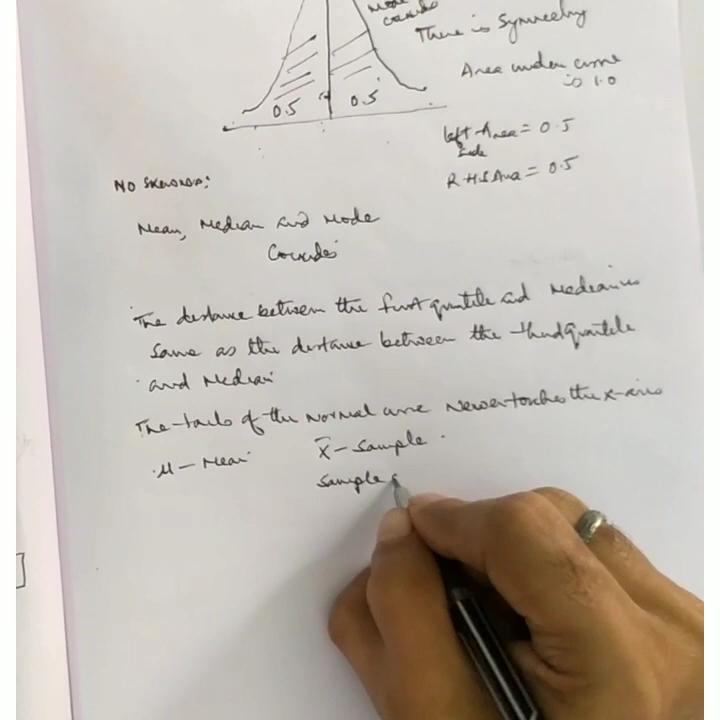 Mode
coincides
There is Symmetry
Area under curve
is 1.0
0.5 0.5
left Area = 0.5
Side
R.H.S Area = 0.5
NO SKEWNESS:
Mean, Median and Mode
Coincides
The distance between the first quartile and Median is
Same as the distance between the third quartile
and Median
The tails of the Normal curve Never touches the x-axis
μ - Mean x̄ - Sample
Sample s